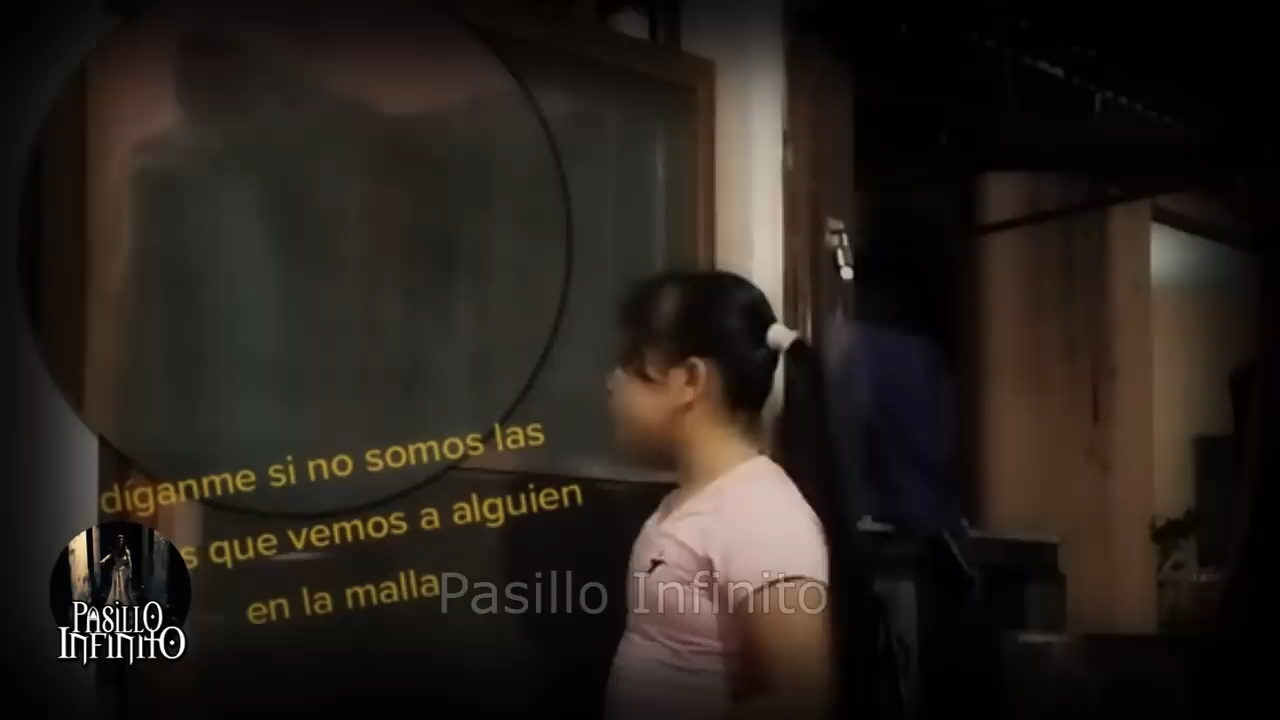 díganme si no somos las
que vemos a alguien
en la malla
Pasillo Infinito
PASILLO
INFINITO